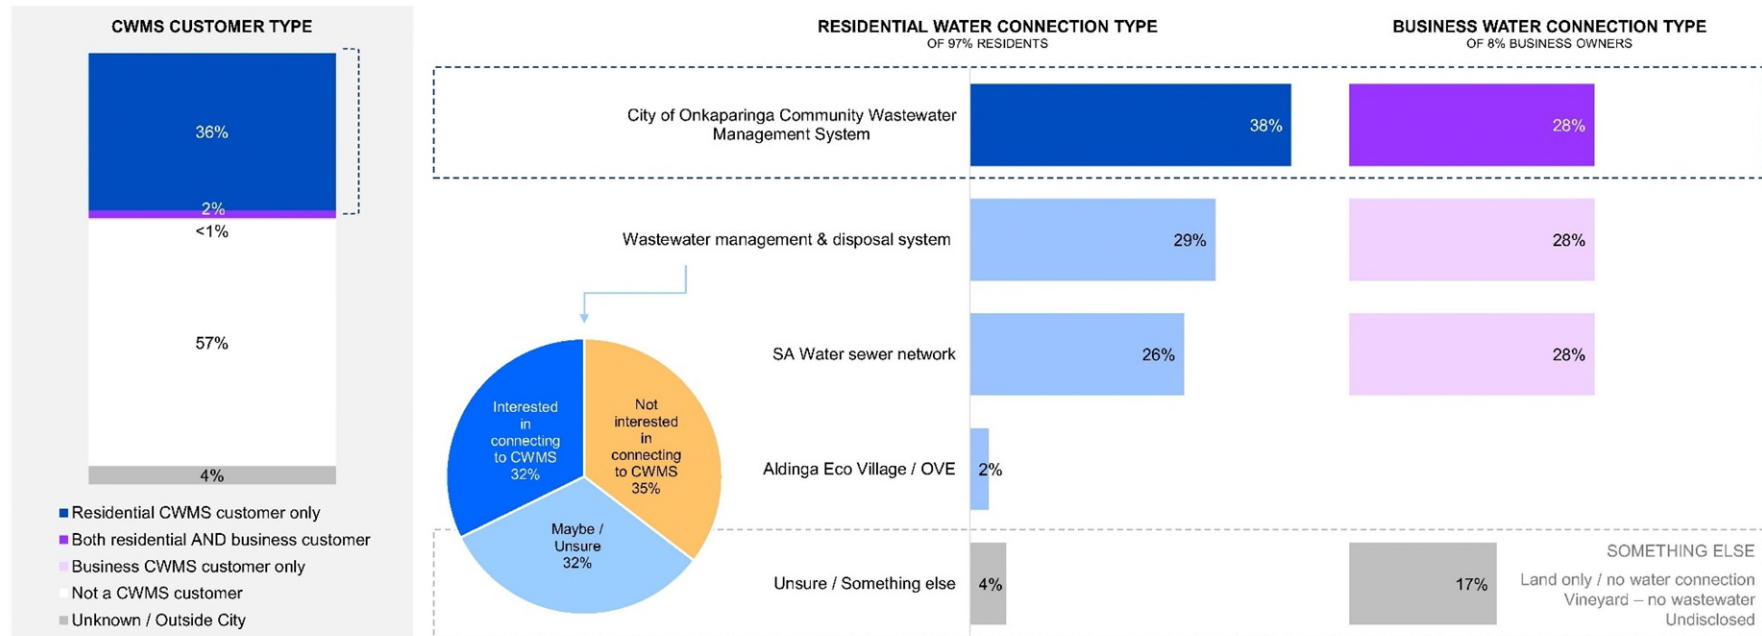 CWMS CUSTOMER TYPE
36%
2%
<1%
57%
4%
Residential CWMS customer only
Both residential AND business customer
Business CWMS customer only
Not a CWMS customer
Unknown / Outside City
RESIDENTIAL WATER CONNECTION TYPE
OF 97% RESIDENTS
BUSINESS WATER CONNECTION TYPE
OF 8% BUSINESS OWNERS
City of Onkaparinga Community Wastewater
Management System
38%
28%
Wastewater management & disposal system
29%
28%
SA Water sewer network
26%
28%
Aldinga Eco Village / OVE
2%
Unsure / Something else
4%
17%
Interested
in
connecting
to CWMS
32%
Not
interested
in
connecting
to CWMS
35%
Maybe /
Unsure
32%
SOMETHING ELSE
Land only / no water connection
Vineyard – no wastewater
Undisclosed